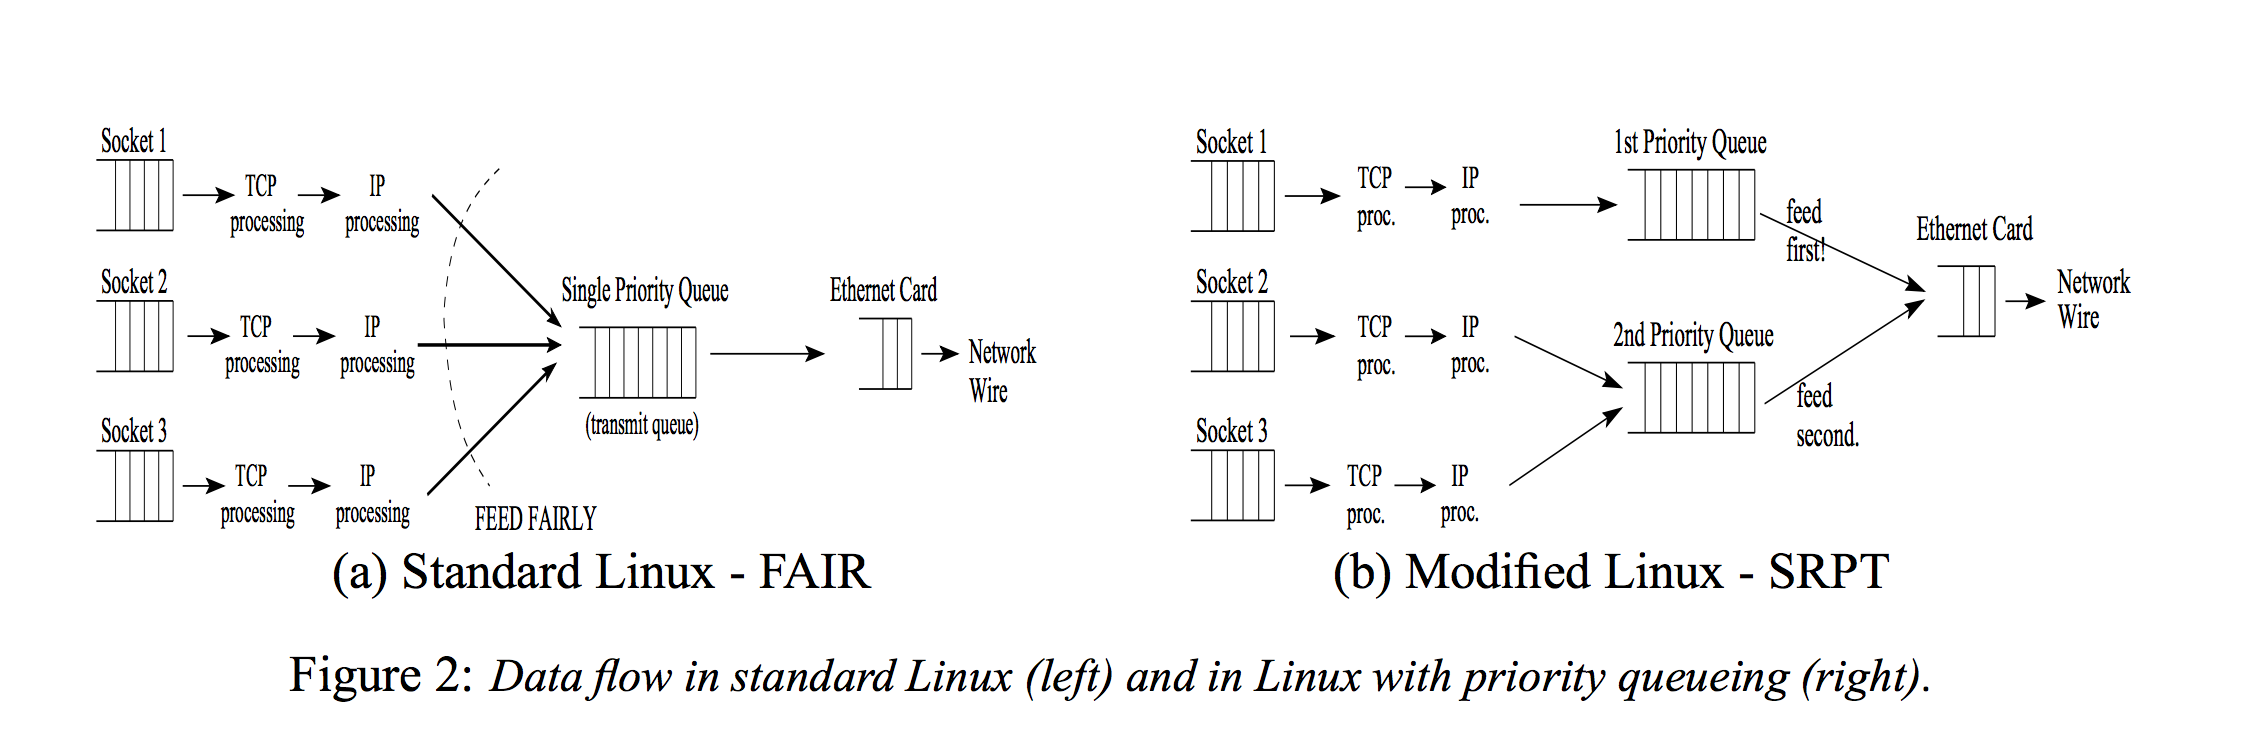 Socket 1
TCP
processing
IP
processing
Socket 2
TCP
processing
IP
processing
Socket 3
TCP
processing
IP
processing
FEED FAIRLY
Single Priority Queue
(transmit queue)
Ethernet Card
Network
Wire
(a) Standard Linux - FAIR
Socket 1
TCP
proc.
IP
proc.
1st Priority Queue
feed
first!
Socket 2
TCP
proc.
IP
proc.
2nd Priority Queue
feed
second.
Socket 3
TCP
proc.
IP
proc.
Ethernet Card
Network
Wire
(b) Modified Linux - SRPT
Figure 2: Data flow in standard Linux (left) and in Linux with priority queueing (right).